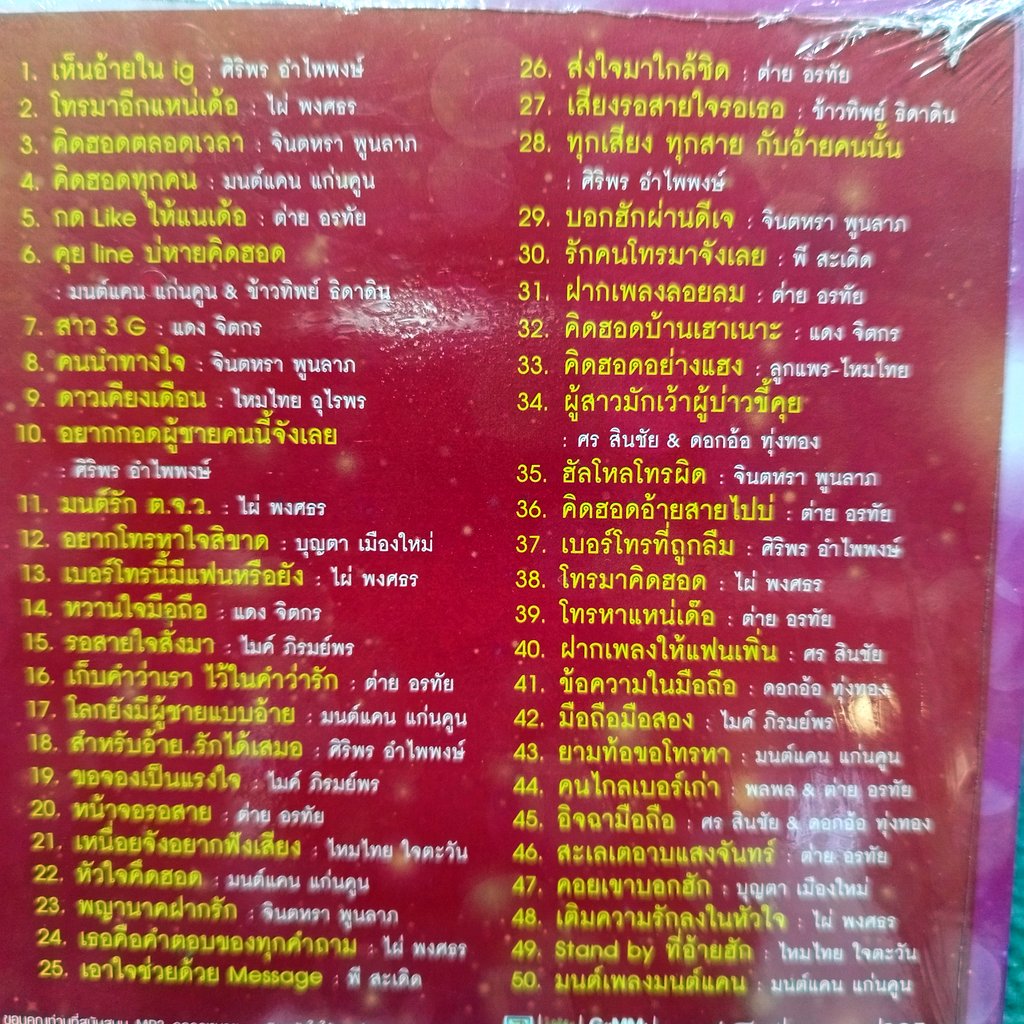 1. เห็นอ้ายใน ig : ศิริพร อำไพพงษ์
2. โทรมาอีกแหน่เด้อ : ไผ่ พงศธร
3. คิดฮอดตลอดเวลา : จินตหรา พูนลาภ
4. คิดฮอดทุกคน : มนต์แคน แก่นคูน
5. กด Like ให้แนเด้อ : ต่าย อรทัย
6. คุย line บ่หายคิดฮอด
: มนต์แคน แก่นคูน & ข้าวทิพย์ ธิดาดิน
7. สาว 3 G : แดง จิตกร
8. คนนำทางใจ : จินตหรา พูนลาภ
9. ดาวเคียงเดือน : ไหมไทย อุไรพร
10. อยากกอดผู้ชายคนนี้จังเลย
: ศิริพร อำไพพงษ์
11. มนต์รัก ต.จ.ว. : ไผ่ พงศธร
12. อยากโทรหาใจสิขาด : บุญตา เมืองใหม่
13. เบอร์โทรนี้มีแฟนหรือยัง : ไผ่ พงศธร
14. หวานใจมือถือ : แดง จิตกร
15. รอสายใจสั่งมา : ไมค์ ภิรมย์พร
16. เก็บคำว่าเรา ไว้ในคำว่ารัก : ต่าย อรทัย
17. โลกยังมีผู้ชายแบบอ้าย : มนต์แคน แก่นคูน
18. สำหรับอ้าย..รักได้เสมอ : ศิริพร อำไพพงษ์
19. ขอจองเป็นแรงใจ : ไมค์ ภิรมย์พร
20. หน้าจอรอสาย : ต่าย อรทัย
21. เหนื่อยจังอยากฟังเสียง : ไหมไทย ใจตะวัน
22. หัวใจคิดฮอด : มนต์แคน แก่นคูน
23. พญานาคฝากรัก : จินตหรา พูนลาภ
24. เธอคือคำตอบของทุกคำถาม : ไผ่ พงศธร
25. เอาใจช่วยด้วย Message : พี สะเดิด
26. ส่งใจมาใกล้ชิด : ต่าย อรทัย
27. เสียงรอสายใจรอเธอ : ข้าวทิพย์ ธิดาดิน
28. ทุกเสียง ทุกสาย กับอ้ายคนนั้น
: ศิริพร อำไพพงษ์
29. บอกฮักผ่านดีเจ : จินตหรา พูนลาภ
30. รักคนโทรมาจังเลย : พี สะเดิด
31. ฝากเพลงลอยลม : ต่าย อรทัย
32. คิดฮอดบ้านเฮาเนาะ : แดง จิตกร
33. คิดฮอดอย่างแฮง : ลูกแพร-ไหมไทย
34. ผู้สาวมักเว้าผู้บ่าวขี้คุย
: ศร สินชัย & ดอกอ้อ ทุ่งทอง
35. ฮัลโหลโทรผิด : จินตหรา พูนลาภ
36. คิดฮอดอ้ายสายไปบ่ : ต่าย อรทัย
37. เบอร์โทรที่ถูกลืม : ศิริพร อำไพพงษ์
38. โทรมาคิดฮอด : ไผ่ พงศธร
39. โทรหาแหน่เด๊อ : ต่าย อรทัย
40. ฝากเพลงให้แฟนเพิ่น : ศร สินชัย
41. ข้อความในมือถือ : ดอกอ้อ ทุ่งทอง
42. มือถือมือสอง : ไมค์ ภิรมย์พร
43. ยามท้อขอโทรหา : มนต์แคน แก่นคูน
44. คนไกลเบอร์เก่า : พลพล & ต่าย อรทัย
45. อิจฉามือถือ : ศร สินชัย & ดอกอ้อ ทุ่งทอง
46. สะเลเตอาบแสงจันทร์ : ต่าย อรทัย
47. คอยเขาบอกฮัก : บุญตา เมืองใหม่
48. เติมความรักลงในหัวใจ : ไผ่ พงศธร
49. Stand by ที่อ้ายฮัก : ไหมไทย ใจตะวัน
50. มนต์เพลงมนต์แคน : มนต์แคน แก่นคูน